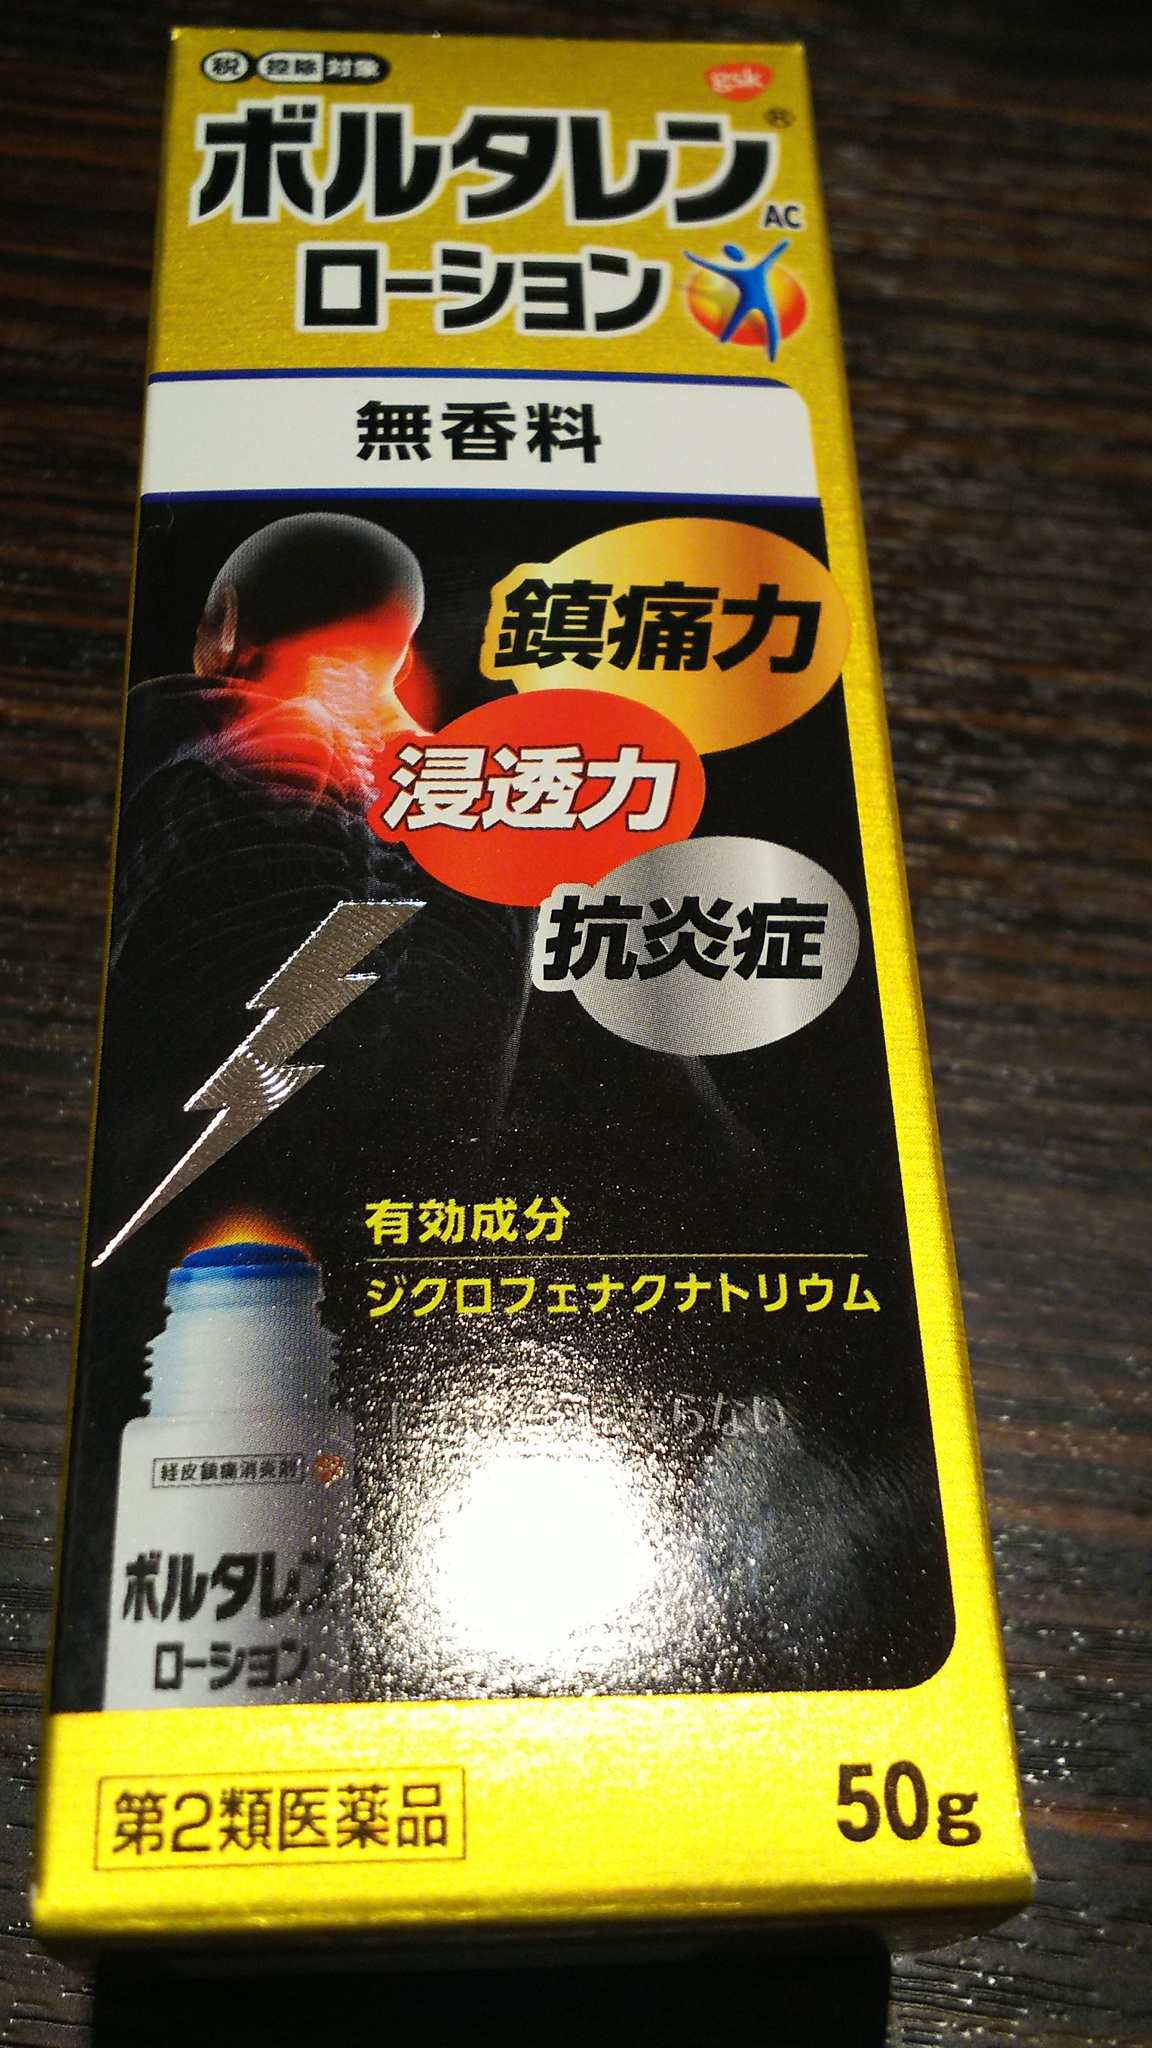 税 控除対象
gsk
ボルタレン®
AC
ローション
無香料
鎮痛力
浸透力
抗炎症
有効成分
ジクロフェナクナトリウム
らない
経皮鎮痛消炎剤
ボルタレン
ローション
第2類医薬品
50g